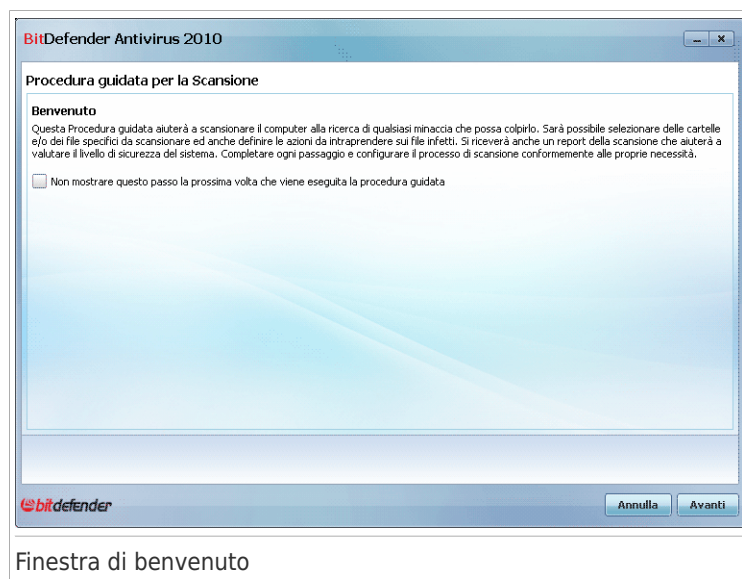 BitDefender Antivirus 2010
Procedura guidata per la Scansione
Benvenuto
Questa Procedura guidata aiuterà a scansionare il computer alla ricerca di qualsiasi minaccia che possa colpirlo. Sarà possibile selezionare delle cartelle
e/o dei file specifici da scansionare ed anche definire le azioni da intraprendere sui file infetti. Si riceverà anche un report della scansione che aiuterà a
valutare il livello di sicurezza del sistema. Completare ogni passaggio e configurare il processo di scansione conformemente alle proprie necessità.
Non mostrare questo passo la prossima volta che viene eseguita la procedura guidata
bitdefender
Annulla Avanti
Finestra di benvenuto